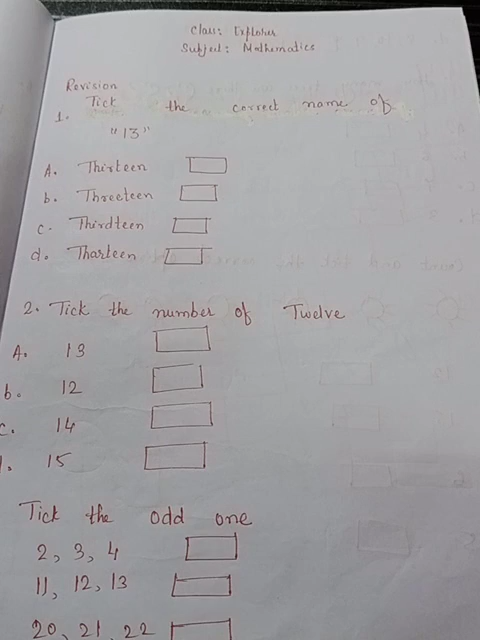 Class: Explorer
Subject: Mathematics
Revision
1. Tick the correct name of
"13"
A. Thirteen
b. Threeteen
c. Thirdteen
d. Tharteen
2. Tick the number of Twelve
A. 13
b. 12
c. 14
d. 15
Tick the odd one
2, 3, 4
11, 12, 13
20, 21, 22